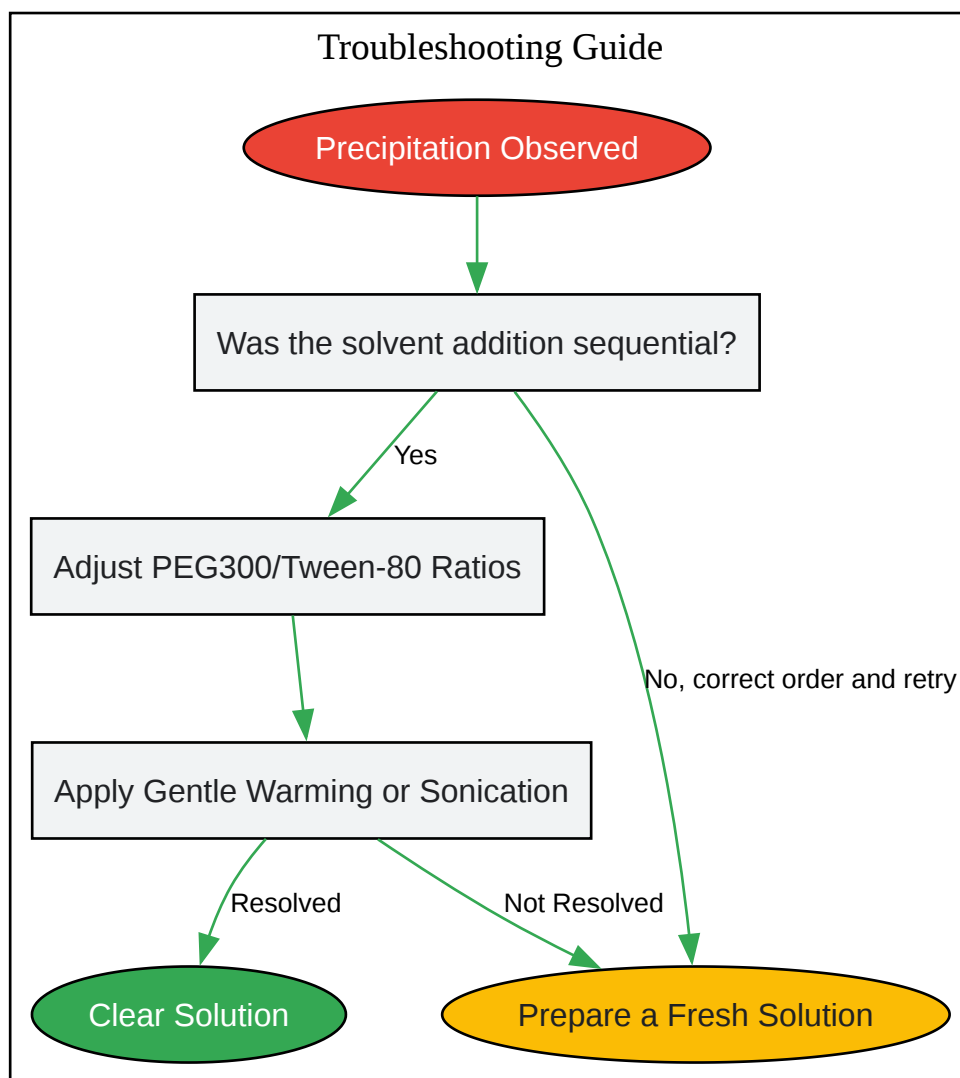 Troubleshooting Guide
Precipitation Observed
Was the solvent addition sequential?
Yes
Adjust PEG300/Tween-80 Ratios
No, correct order and retry
Apply Gentle Warming or Sonication
Resolved
Not Resolved
Clear Solution
Prepare a Fresh Solution